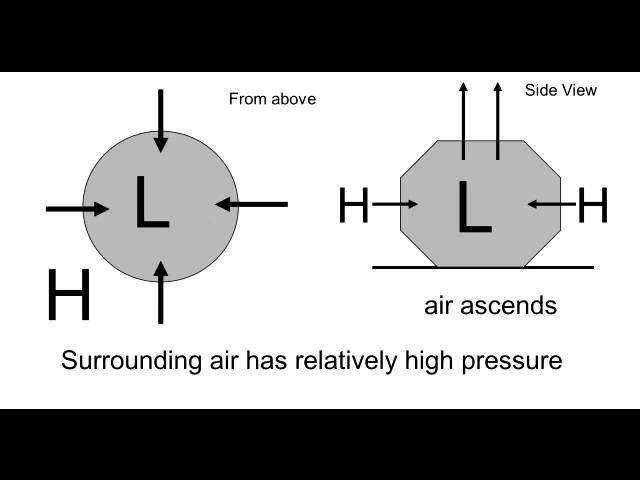 From above
Side View
L
H
H
L
H
air ascends
Surrounding air has relatively high pressure